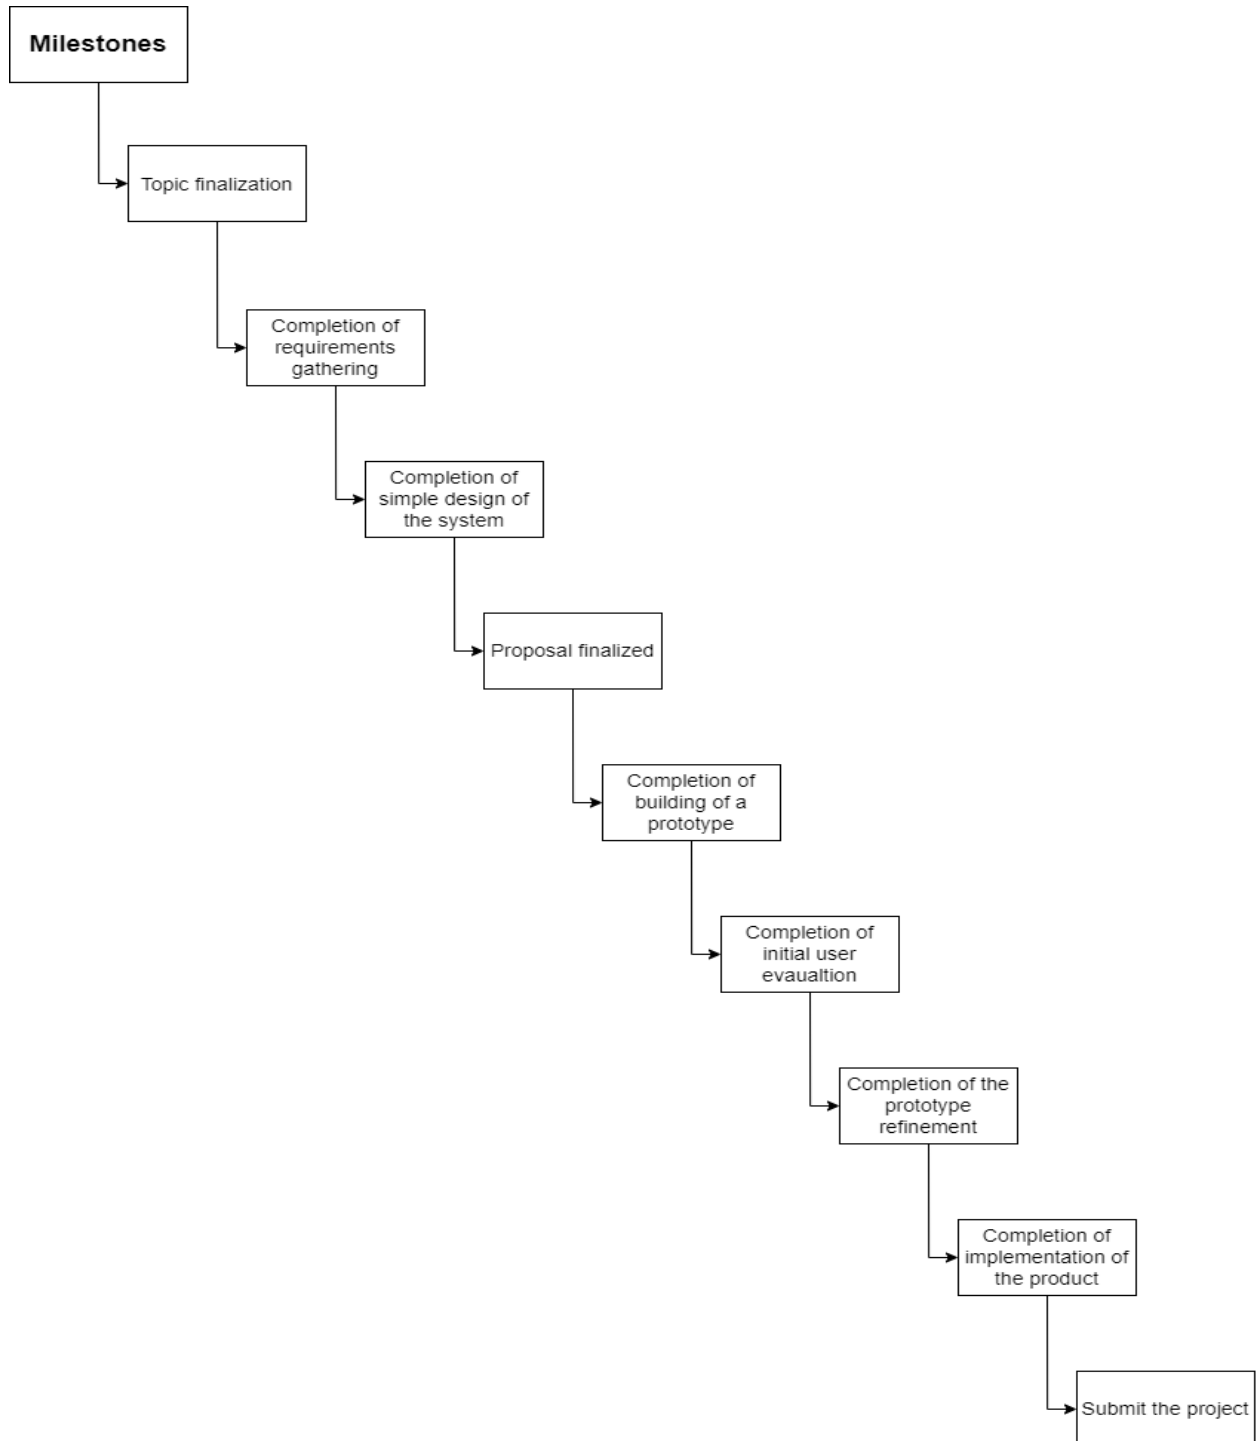 Milestones
Topic finalization
Completion of
requirements
gathering
Completion of
simple design of
the system
Proposal finalized
Completion of
building of a
prototype
Completion of
initial user
evaualtion
Completion of the
prototype
refinement
Completion of
implementation of
the product
Submit the project